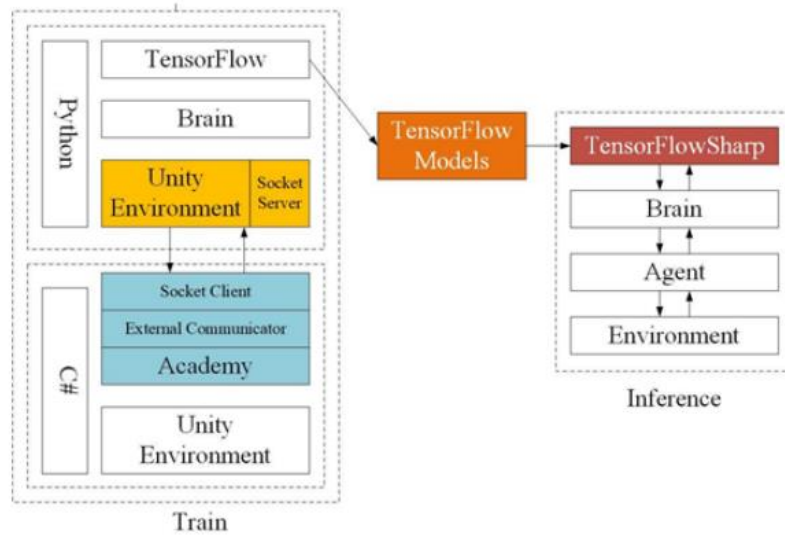 Python
TensorFlow
Brain
Unity
Environment
Socket
Server
C#
Socket Client
External Communicator
Academy
Unity
Environment
Train
TensorFlow
Models
TensorFlowSharp
Brain
Agent
Environment
Inference